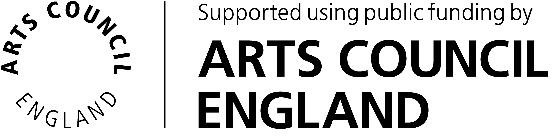 ARTS COUNCIL
ENGLAND
Supported using public funding by
ARTS COUNCIL
ENGLAND